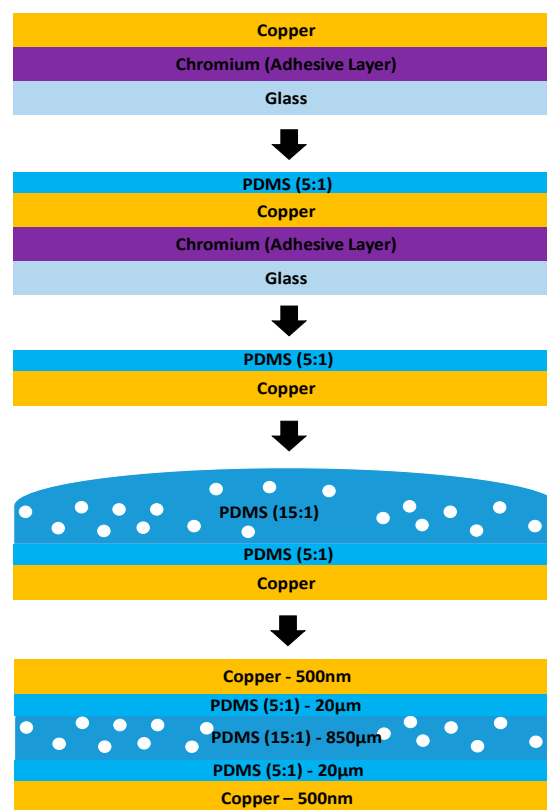 Copper
Chromium (Adhesive Layer)
Glass
PDMS (5:1)
Copper
Chromium (Adhesive Layer)
Glass
PDMS (5:1)
Copper
PDMS (15:1)
PDMS (5:1)
Copper
Copper - 500nm
PDMS (5:1) - 20μm
PDMS (15:1) - 850μm
PDMS (5:1) - 20μm
Copper – 500nm